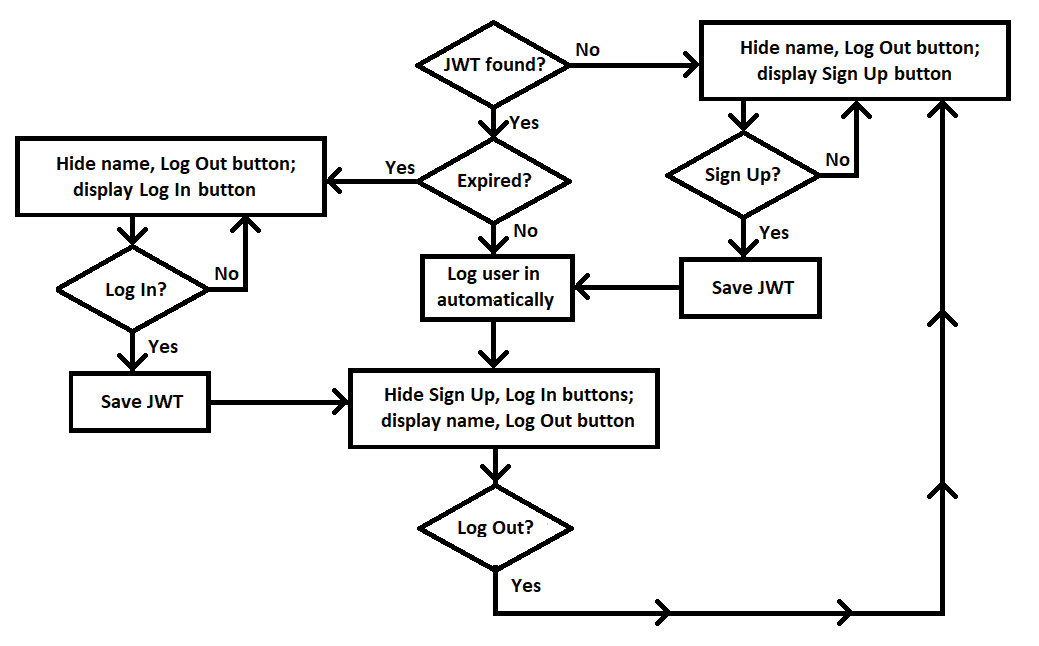 JWT found?
No
Hide name, Log Out button;
display Sign Up button
Yes
Expired?
Yes
Hide name, Log Out button;
display Log In button
No
Sign Up?
No
Yes
Log In?
No
Yes
Log user in
automatically
Save JWT
Save JWT
Hide Sign Up, Log In buttons;
display name, Log Out button
Log Out?
Yes